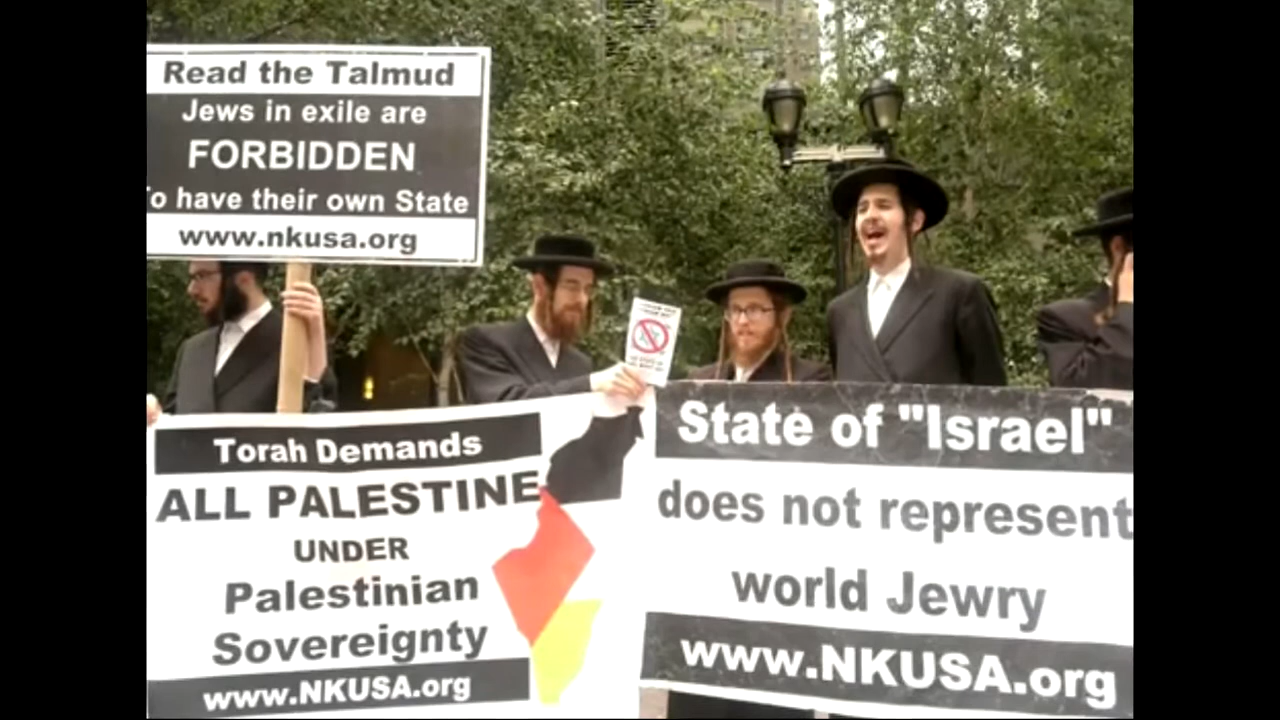 Read the Talmud
Jews in exile are
FORBIDDEN
To have their own State
www.nkusa.org
Torah Demands
ALL PALESTINE
UNDER
Palestinian
Sovereignty
www.NKUSA.org
State of "Israel"
does not represent
world Jewry
www.NKUSA.org